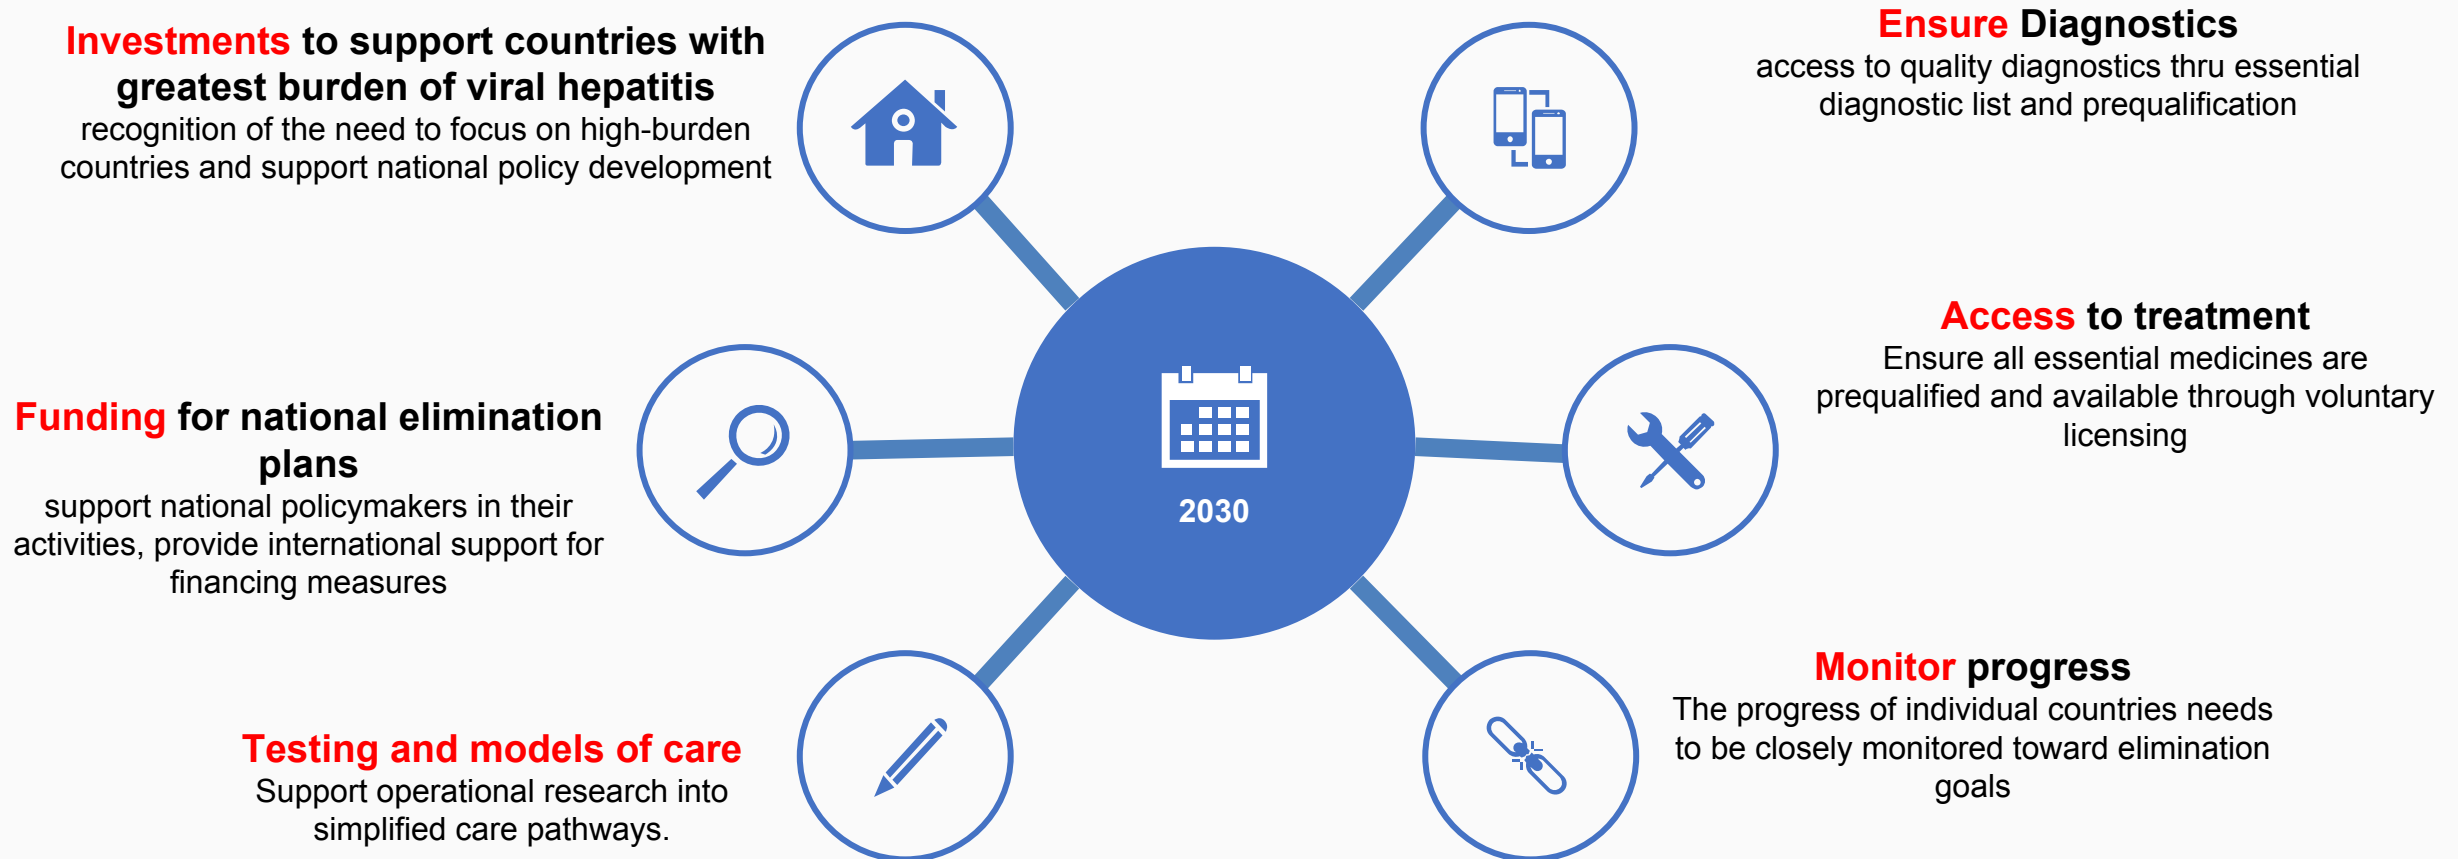 Investments to support countries with
greatest burden of viral hepatitis
recognition of the need to focus on high-burden
countries and support national policy development
Funding for national elimination
plans
support national policymakers in their
activities, provide international support for
financing measures
Testing and models of care
Support operational research into
simplified care pathways.
2030
Ensure Diagnostics
access to quality diagnostics thru essential
diagnostic list and prequalification
Access to treatment
Ensure all essential medicines are
prequalified and available through voluntary
licensing
Monitor progress
The progress of individual countries needs
to be closely monitored toward elimination
goals